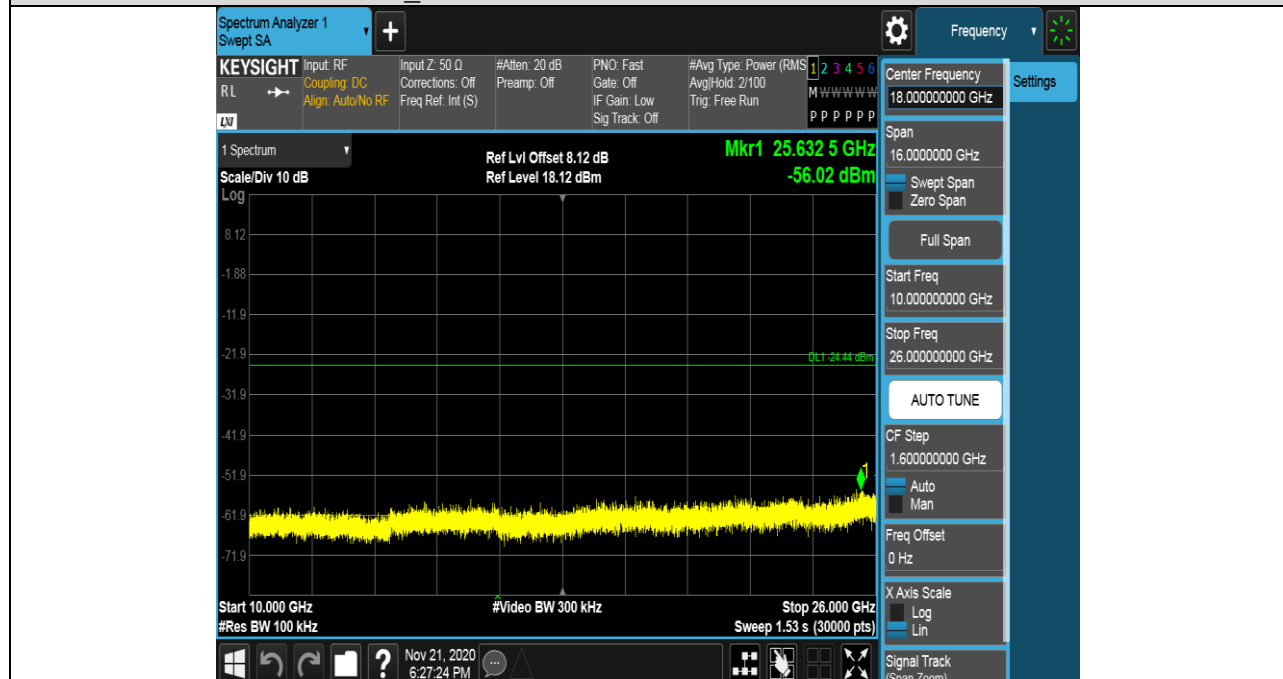 Spectrum Analyzer 1
Swept SA
+
Frequency
KEYSIGHT
RL
LXI
Input: RF
Coupling: DC
Align: Auto/No RF
Input Z: 50 Ω
Corrections: Off
Freq Ref: Int (S)
#Atten: 20 dB
Preamp: Off
PNO: Fast
Gate: Off
IF Gain: Low
Sig Track: Off
#Avg Type: Power (RMS
Avg|Hold: 2/100
Trig: Free Run
1 2 3 4 5 6
M W W W W W
P P P P P P
1 Spectrum
Scale/Div 10 dB
Log
Ref Lvl Offset 8.12 dB
Ref Level 18.12 dBm
Mkr1 25.632 5 GHz
-56.02 dBm
8.12
-1.88
-11.9
-21.9
DL1 -24.44 dBm
-31.9
-41.9
-51.9
1
-61.9
-71.9
Start 10.000 GHz
#Res BW 100 kHz
#Video BW 300 kHz
Stop 26.000 GHz
Sweep 1.53 s (30000 pts)
?
Nov 21, 2020
6:27:24 PM
Center Frequency
18.000000000 GHz
Span
16.0000000 GHz
Swept Span
Zero Span
Full Span
Start Freq
10.000000000 GHz
Stop Freq
26.000000000 GHz
AUTO TUNE
CF Step
1.600000000 GHz
Auto
Man
Freq Offset
0 Hz
X Axis Scale
Log
Lin
Signal Track
(Span Zoom)
Settings